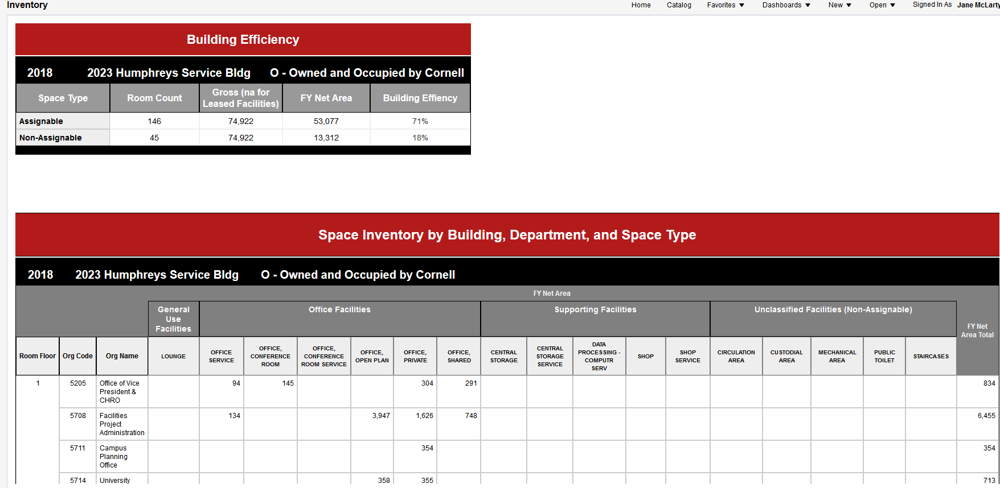 Inventory
Home Catalog Favorites Dashboards New Open Signed In As Jane McLarty
Building Efficiency
2018 2023 Humphreys Service Bldg O - Owned and Occupied by Cornell
Space Type Room Count Gross (na for Leased Facilities) FY Net Area Building Effiency
Assignable 146 74,922 53,077 71%
Non-Assignable 45 74,922 13,312 18%
Space Inventory by Building, Department, and Space Type
2018 2023 Humphreys Service Bldg O - Owned and Occupied by Cornell
FY Net Area
General Use Facilities Office Facilities Supporting Facilities Unclassified Facilities (Non-Assignable) FY Net Area Total
Room Floor Org Code Org Name LOUNGE OFFICE SERVICE OFFICE, CONFERENCE ROOM OFFICE, CONFERENCE ROOM SERVICE OFFICE, OPEN PLAN OFFICE, PRIVATE OFFICE, SHARED CENTRAL STORAGE CENTRAL STORAGE SERVICE DATA PROCESSING - COMPUTR SERV SHOP SHOP SERVICE CIRCULATION AREA CUSTODIAL AREA MECHANICAL AREA PUBLIC TOILET STAIRCASES
1 5205 Office of Vice President & CHRO 94 145 304 291 834
5708 Facilities Project Administration 134 3,947 1,626 748 6,455
5711 Campus Planning Office 354 354
5714 University 358 355 713